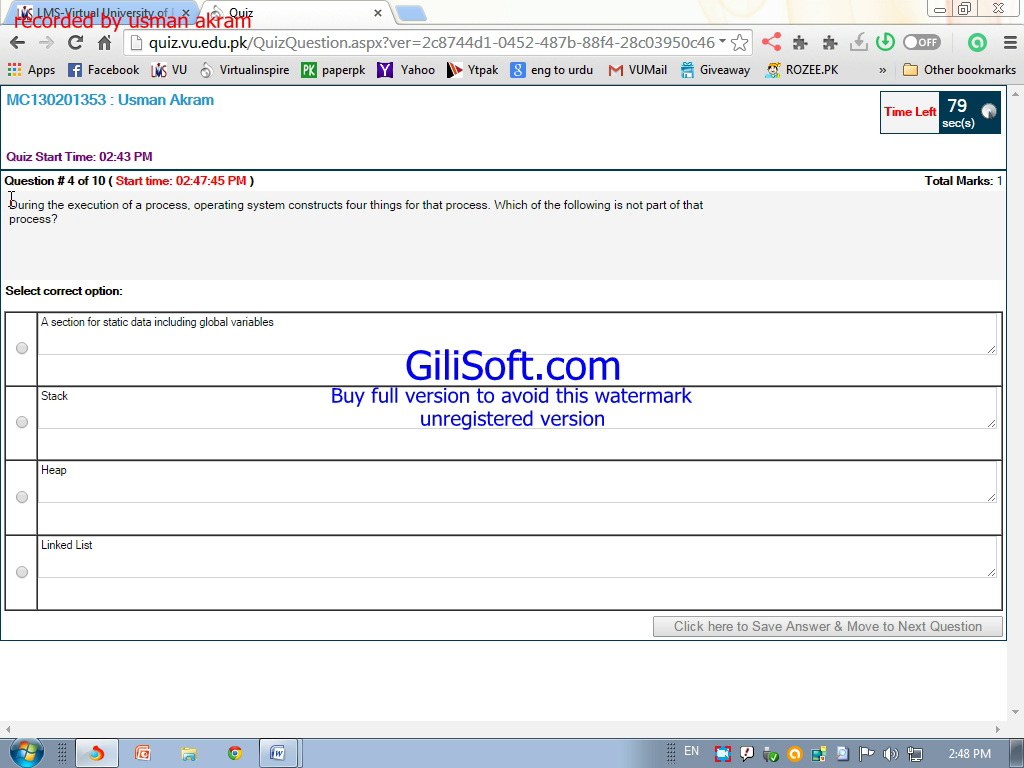 LMS-Virtual University of
Quiz
recorded by usman akram
quiz.vu.edu.pk/QuizQuestion.aspx?ver=2c8744d1-0452-487b-88f4-28c03950c46
OFF
Apps Facebook VU Virtualinspire paperpk Yahoo Ytpak eng to urdu VUMail Giveaway ROZEE.PK » Other bookmarks
MC130201353 : Usman Akram
Time Left 79 sec(s)
Quiz Start Time: 02:43 PM
Question # 4 of 10 ( Start time: 02:47:45 PM ) Total Marks: 1
During the execution of a process, operating system constructs four things for that process. Which of the following is not part of that
process?
Select correct option:
A section for static data including global variables
GiliSoft.com
Stack
Buy full version to avoid this watermark
unregistered version
Heap
Linked List
Click here to Save Answer & Move to Next Question
EN 2:48 PM